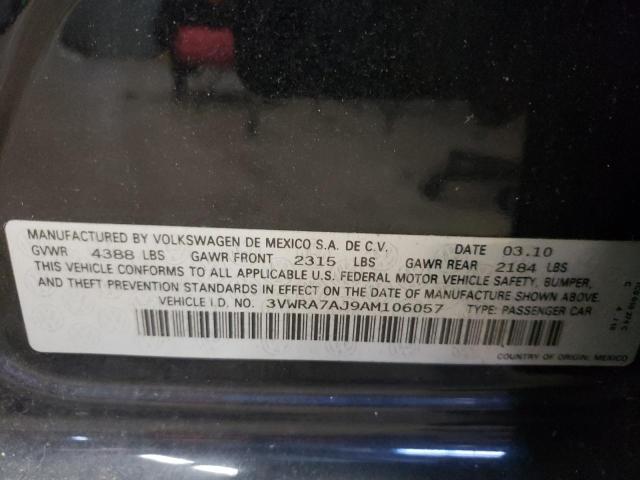 MANUFACTURED BY VOLKSWAGEN DE MEXICO S.A. DE C.V. DATE 03.10
GVWR 4388 LBS GAWR FRONT 2315 LBS GAWR REAR 2184 LBS
THIS VEHICLE CONFORMS TO ALL APPLICABLE U.S. FEDERAL MOTOR VEHICLE SAFETY, BUMPER,
AND THEFT PREVENTION STANDARDS IN EFFECT ON THE DATE OF MANUFACTURE SHOWN ABOVE.
VEHICLE I.D. NO. 3VWRA7AJ9AM106057 TYPE: PASSENGER CAR
COUNTRY OF ORIGIN: MEXICO